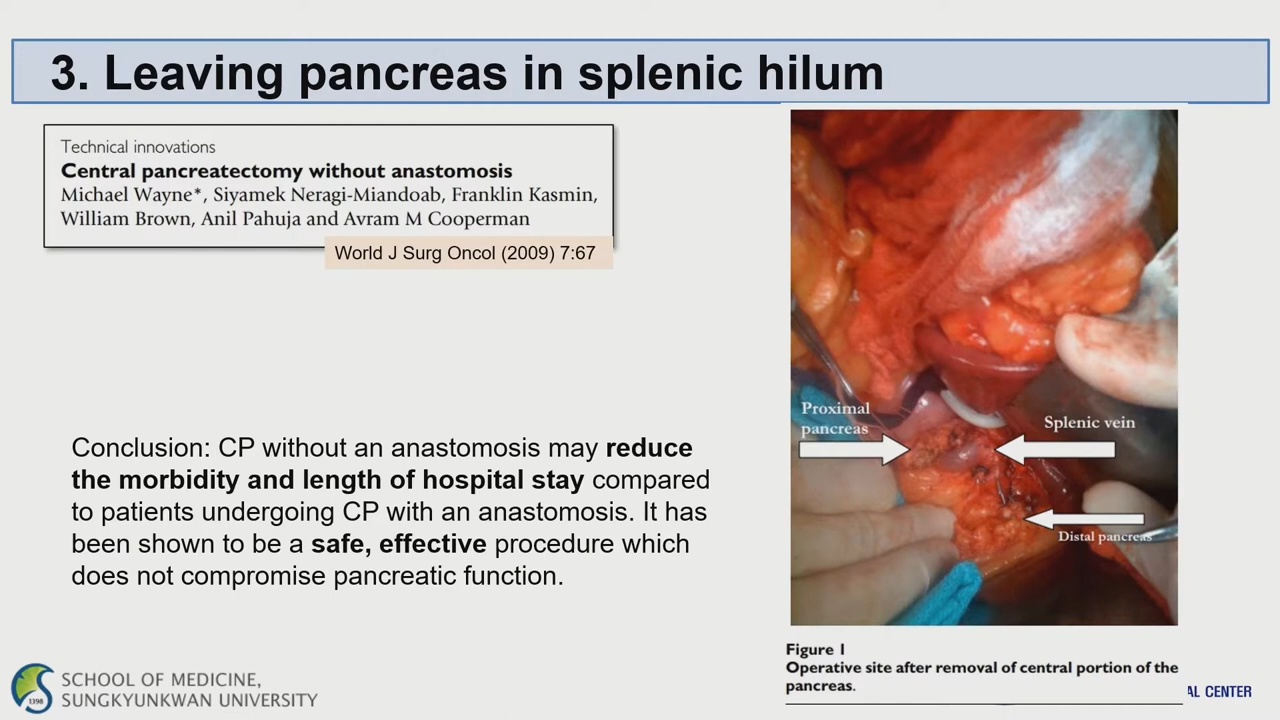 3. Leaving pancreas in splenic hilum
Technical innovations
Central pancreatectomy without anastomosis
Michael Wayne*, Siyamek Neragi-Miandoab, Franklin Kasmin,
William Brown, Anil Pahuja and Avram M Cooperman
World J Surg Oncol (2009) 7:67
Conclusion: CP without an anastomosis may reduce
the morbidity and length of hospital stay compared
to patients undergoing CP with an anastomosis. It has
been shown to be a safe, effective procedure which
does not compromise pancreatic function.
Proximal
pancreas
Splenic vein
Distal pancreas
Figure 1
Operative site after removal of central portion of the
pancreas.
1398
SCHOOL OF MEDICINE,
SUNGKYUNKWAN UNIVERSITY
AL CENTER